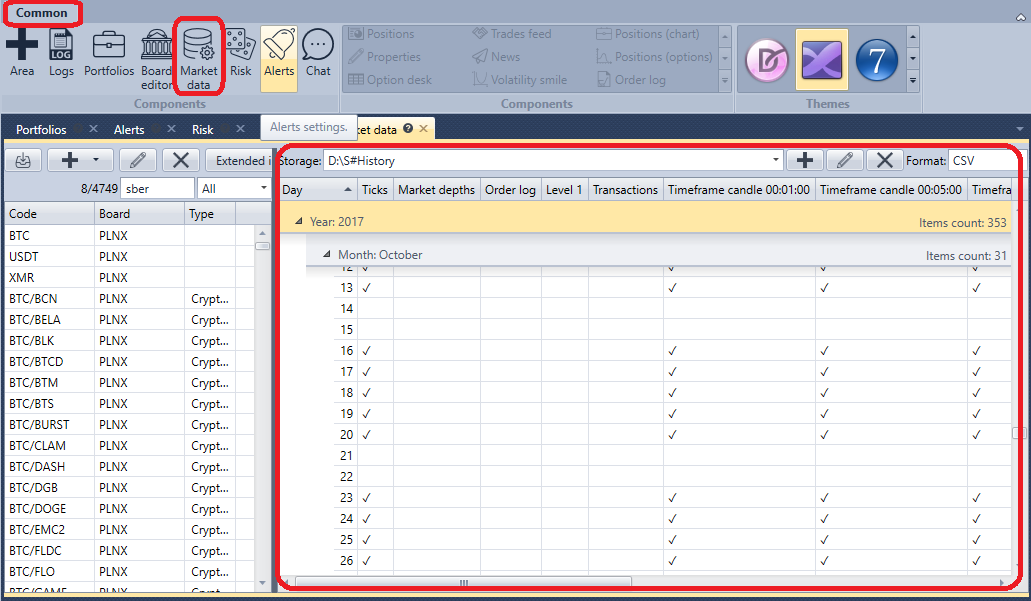 Common
Area
Logs
LOG
Portfolios
Board editor
Market data
Risk
Alerts
Chat
Components
Positions
Trades feed
Positions (chart)
Properties
News
Positions (options)
Option desk
Volatility smile
Order log
Components
7
Themes
Portfolios
Alerts
Risk
Alerts settings.
et data
Extended i
Storage: D:\S#History Format: CSV
8/4749 sber All
Code Board Type
BTC PLNX
USDT PLNX
XMR PLNX
BTC/BCN PLNX Crypt...
BTC/BELA PLNX Crypt...
BTC/BLK PLNX Crypt...
BTC/BTCD PLNX Crypt...
BTC/BTM PLNX Crypt...
BTC/BTS PLNX Crypt...
BTC/BURST PLNX Crypt...
BTC/CLAM PLNX Crypt...
BTC/DASH PLNX Crypt...
BTC/DGB PLNX Crypt...
BTC/DOGE PLNX Crypt...
BTC/EMC2 PLNX Crypt...
BTC/FLDC PLNX Crypt...
BTC/FLO PLNX Crypt...
BTC/GAME PLNX Crypt...
Day Ticks Market depths Order log Level 1 Transactions Timeframe candle 00:01:00 Timeframe candle 00:05:00 Timefra
Year: 2017 Items count: 353
Month: October Items count: 31
12 ✓ ✓ ✓ ✓
13 ✓ ✓ ✓ ✓
14
15
16 ✓ ✓ ✓ ✓
17 ✓ ✓ ✓ ✓
18 ✓ ✓ ✓ ✓
19 ✓ ✓ ✓ ✓
20 ✓ ✓ ✓ ✓
21
22
23 ✓ ✓ ✓ ✓
24 ✓ ✓ ✓ ✓
25 ✓ ✓ ✓ ✓
26 ✓ ✓ ✓ ✓